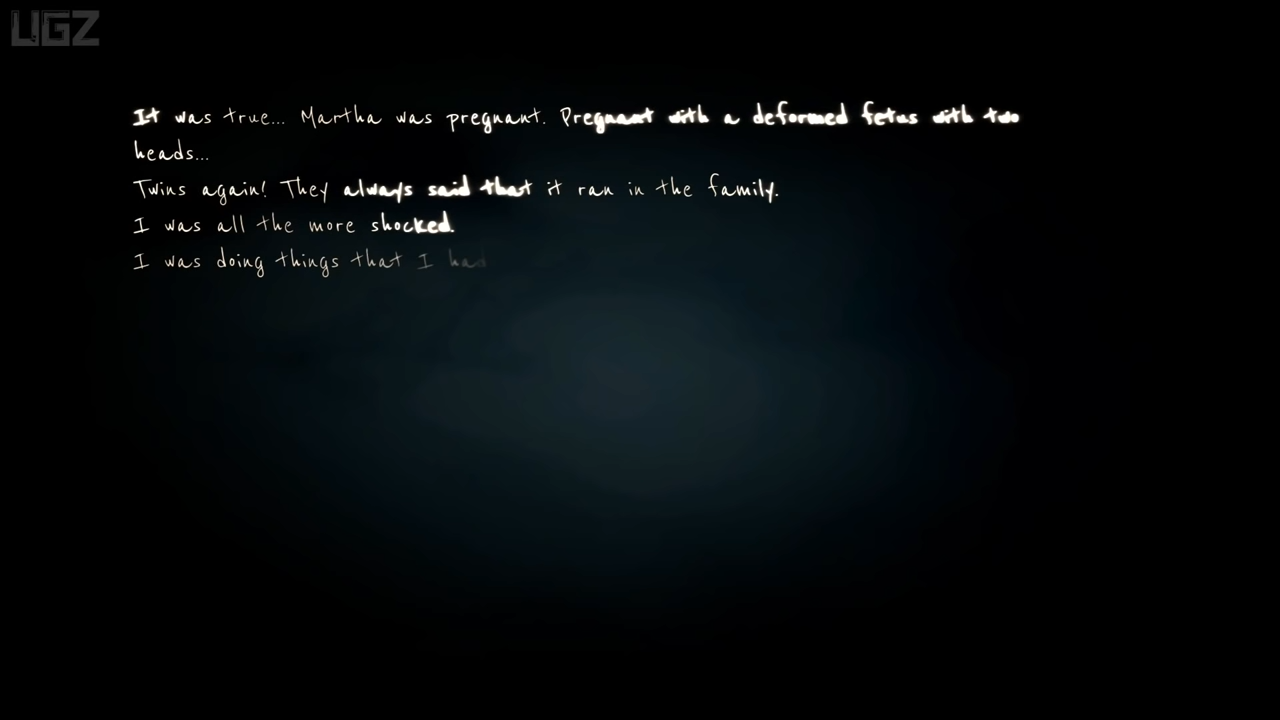 UGZ
It was true... Martha was pregnant. Pregnant with a deformed fetus with two
heads...
Twins again! They always said that it ran in the family.
I was all the more shocked.
I was doing things that I had